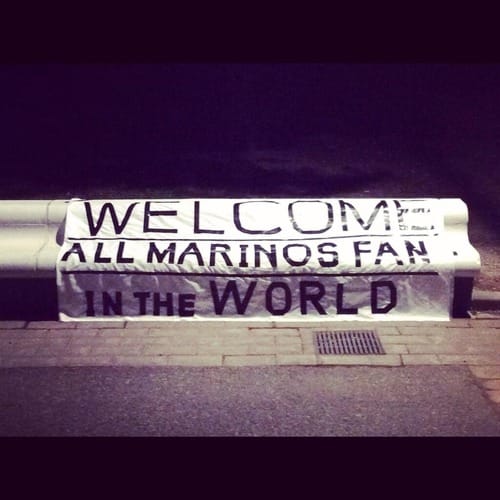 WELCOME
ALL MARINOS FAN
IN THE WORLD